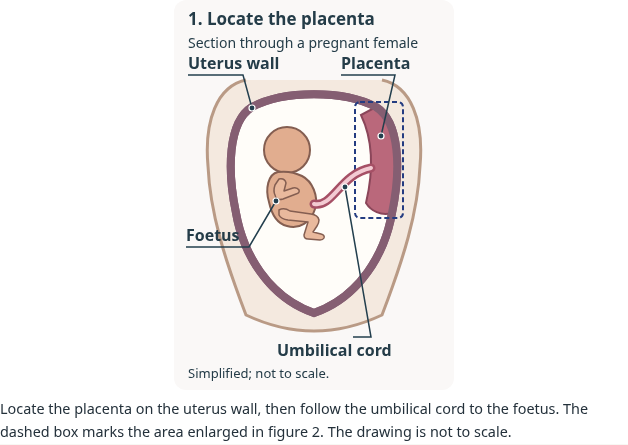 1. Locate the placenta
Section through a pregnant female
Uterus wall
Placenta
Foetus
Umbilical cord
Simplified; not to scale.
Locate the placenta on the uterus wall, then follow the umbilical cord to the foetus. The
dashed box marks the area enlarged in figure 2. The drawing is not to scale.